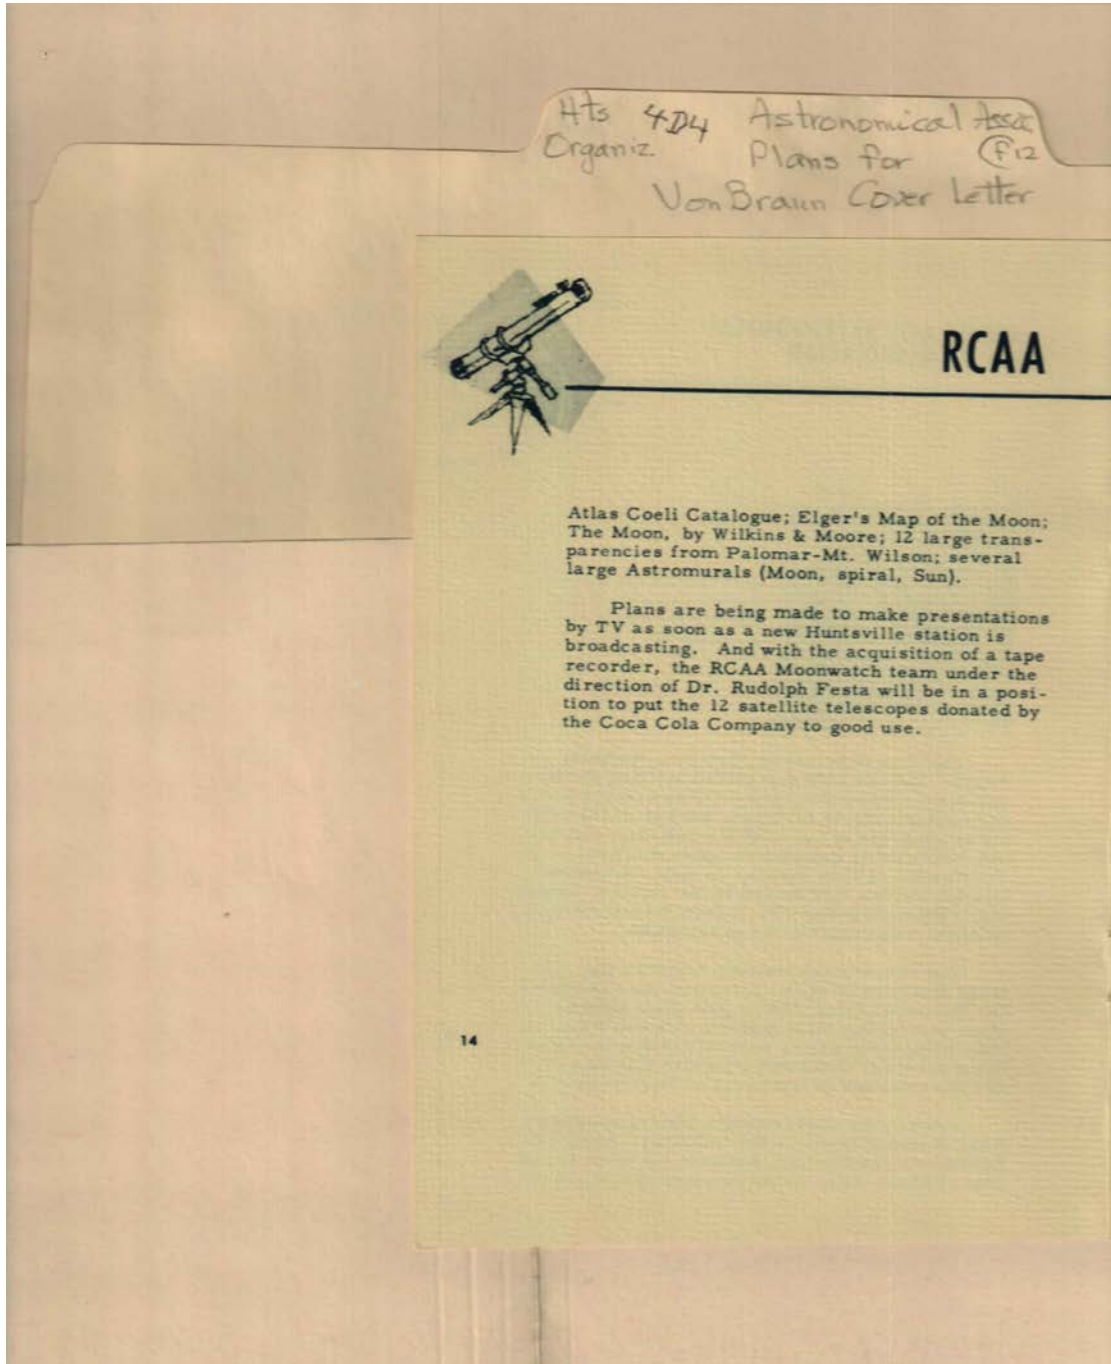 Hts 4D4 Astronomical Assoc
Organiz. Plans for F12
Von Braun Cover Letter
RCAA
Atlas Coeli Catalogue; Elger's Map of the Moon;
The Moon, by Wilkins & Moore; 12 large trans-
parencies from Palomar-Mt. Wilson; several
large Astromurals (Moon, spiral, Sun).
Plans are being made to make presentations
by TV as soon as a new Huntsville station is
broadcasting. And with the acquisition of a tape
recorder, the RCAA Moonwatch team under the
direction of Dr. Rudolph Festa will be in a posi-
tion to put the 12 satellite telescopes donated by
the Coca Cola Company to good use.
14